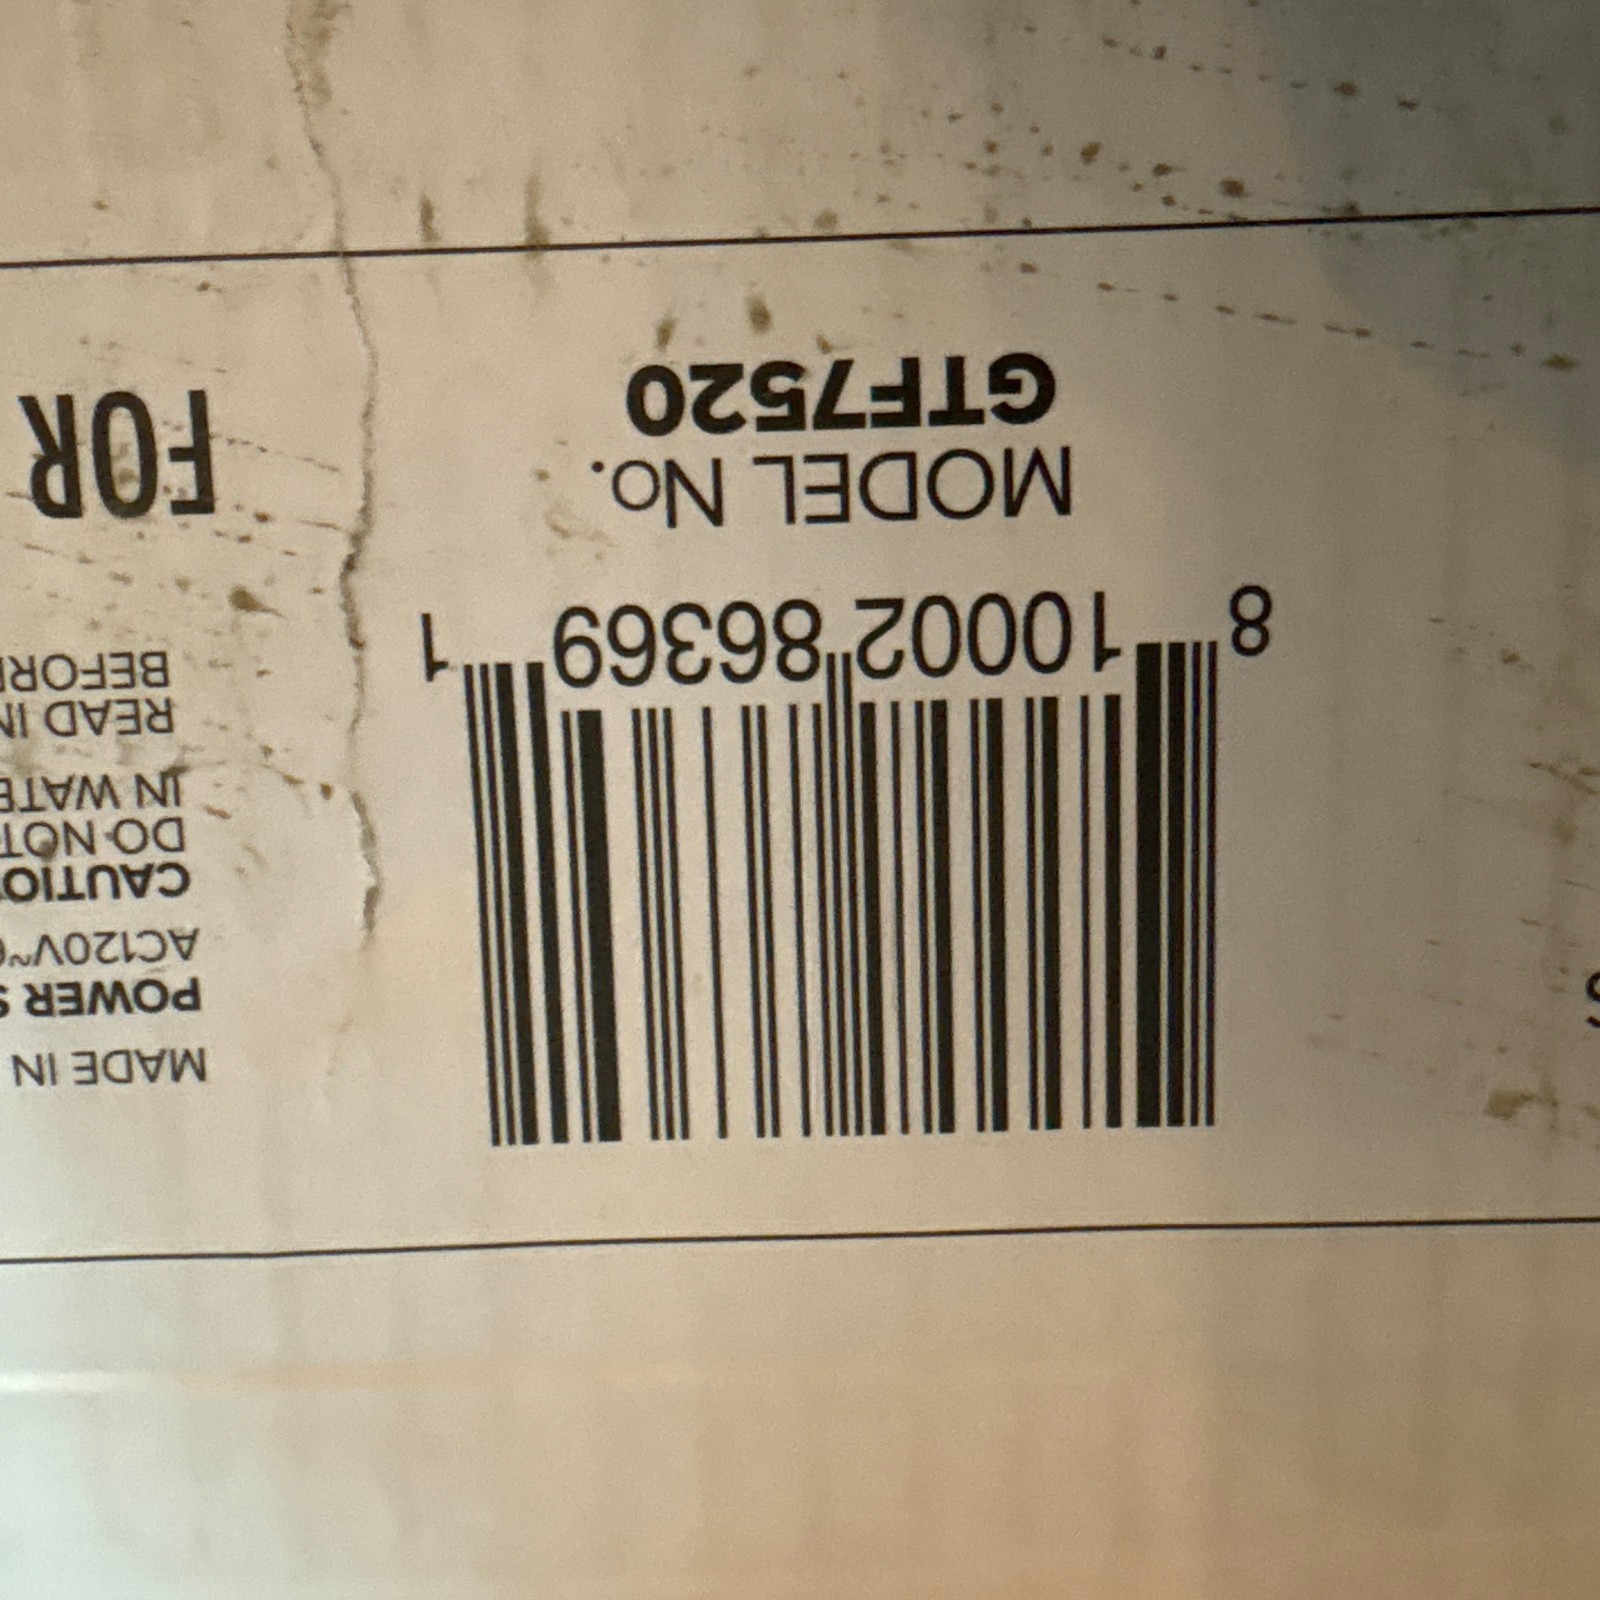 8 10002 86369 1
MODEL No.
GTF7520
MADE IN
POWER
AC120V~
CAUTIO
DO NOT
IN WATE
READ IN
BEFOR
FOR